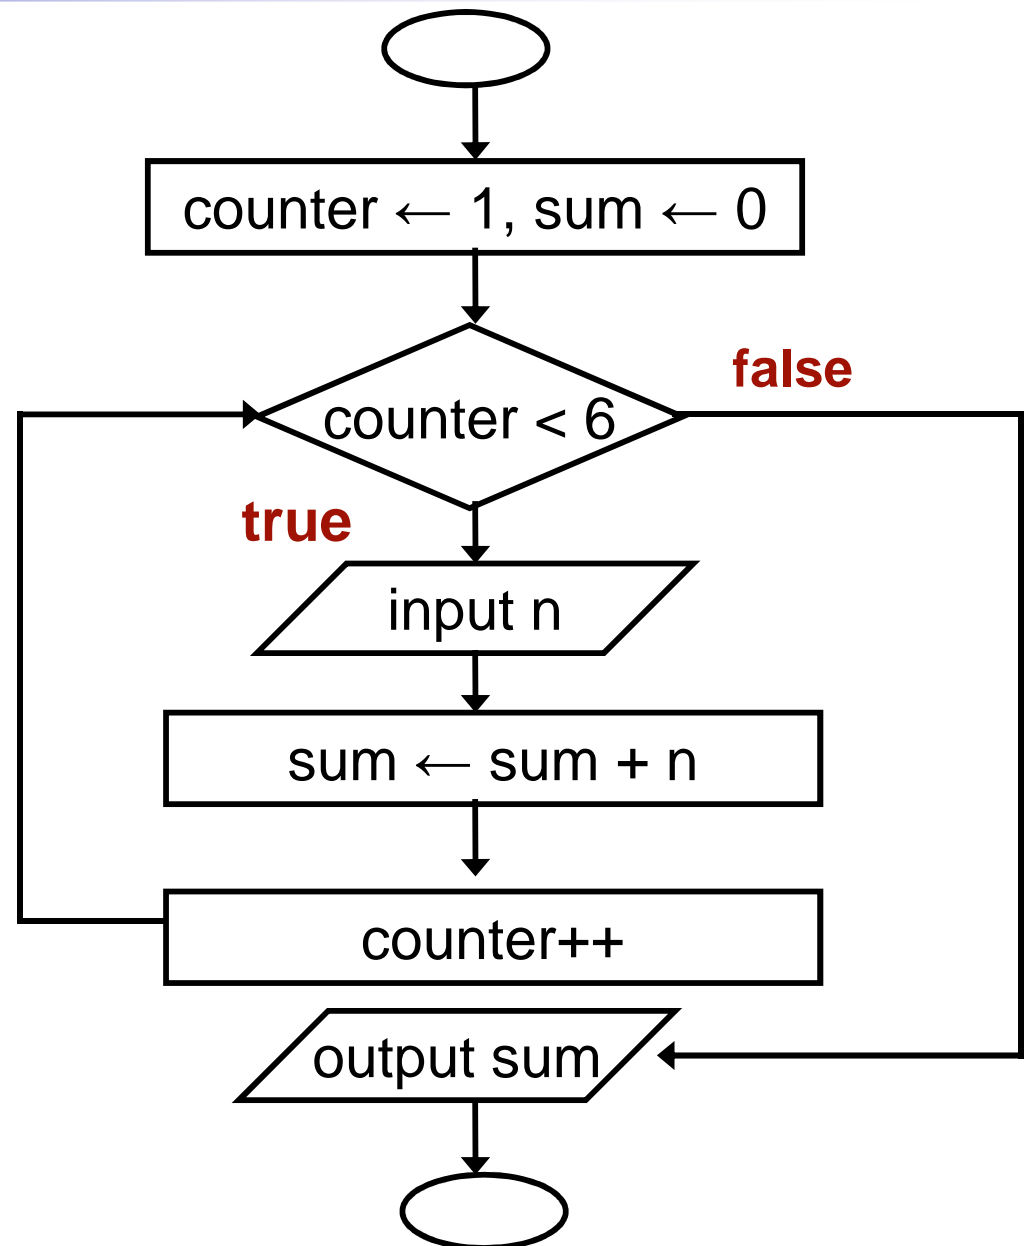 counter ← 1, sum ← 0
false
counter < 6
true
input n
sum ← sum + n
counter++
output sum